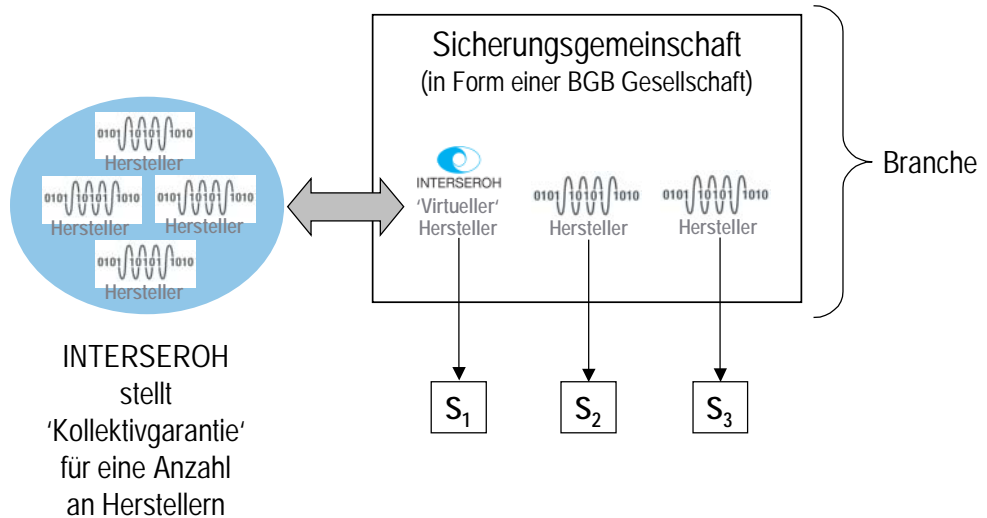 Sicherungsgemeinschaft
(in Form einer BGB Gesellschaft)
0101 10101 1010
Hersteller
0101 10101 1010
Hersteller
0101 10101 1010
Hersteller
0101 10101 1010
Hersteller
INTERSEROH
'Virtueller'
Hersteller
0101 10101 1010
Hersteller
0101 10101 1010
Hersteller
Branche
S₁
S₂
S₃
INTERSEROH
stellt
‘Kollektivgarantie‘
für eine Anzahl
an Herstellern